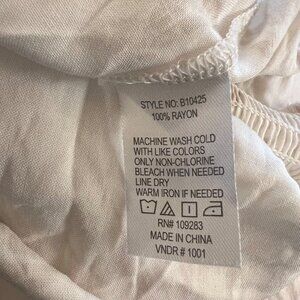 STYLE NO: B10425
100% RAYON
MACHINE WASH COLD
WITH LIKE COLORS
ONLY NON-CHLORINE
BLEACH WHEN NEEDED
LINE DRY
WARM IRON IF NEEDED
RN# 109283
MADE IN CHINA
VNDR # 1001